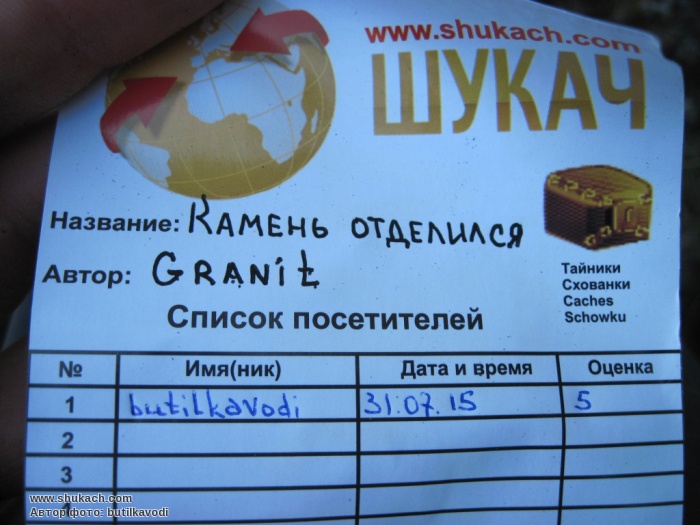 www.shukach.com
ШУКАЧ
Название: КАМЕНЬ ОТДЕЛИЛСЯ
Автор: GRANIt
Тайники
Схованки
Caches
Schowku
Список посетителей
№ Имя(ник) Дата и время Оценка
1 butilkavodi 31.07.15 5
2
3
www.shukach.com
Автор фото: butilkavodi